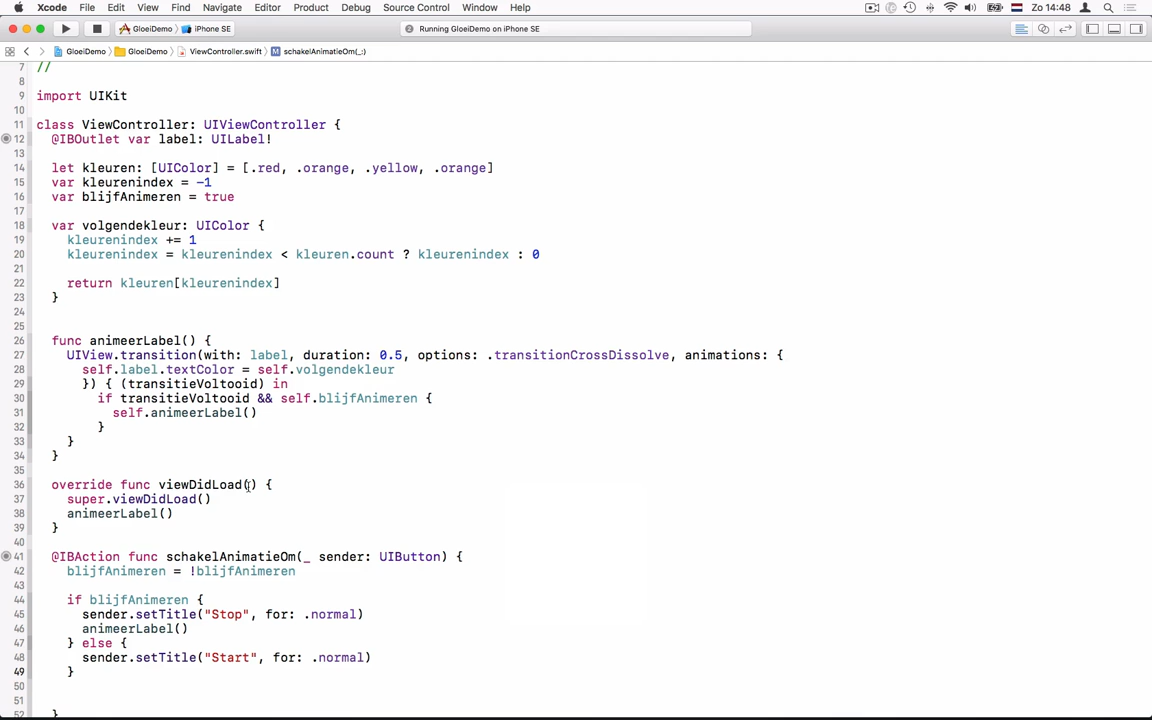 Xcode File Edit View Find Navigate Editor Product Debug Source Control Window Help Zo 14:48
GloeiDemo iPhone SE Running GloeiDemo on iPhone SE
GloeiDemo GloeiDemo ViewController.swift M schakelAnimatieOm(_:)
7 //
8
9 import UIKit
10
11 class ViewController: UIViewController {
12 @IBOutlet var label: UILabel!
13
14 let kleuren: [UIColor] = [.red, .orange, .yellow, .orange]
15 var kleurenindex = -1
16 var blijfAnimeren = true
17
18 var volgendekleur: UIColor {
19 kleurenindex += 1
20 kleurenindex = kleurenindex < kleuren.count ? kleurenindex : 0
21
22 return kleuren[kleurenindex]
23 }
24
25
26 func animeerLabel() {
27 UIView.transition(with: label, duration: 0.5, options: .transitionCrossDissolve, animations: {
28 self.label.textColor = self.volgendekleur
29 }) { (transitieVoltooid) in
30 if transitieVoltooid && self.blijfAnimeren {
31 self.animeerLabel()
32 }
33 }
34 }
35
36 override func viewDidLoad() {
37 super.viewDidLoad()
38 animeerLabel()
39 }
40
41 @IBAction func schakelAnimatieOm(_ sender: UIButton) {
42 blijfAnimeren = !blijfAnimeren
43
44 if blijfAnimeren {
45 sender.setTitle("Stop", for: .normal)
46 animeerLabel()
47 } else {
48 sender.setTitle("Start", for: .normal)
49 }
50
51
52 }